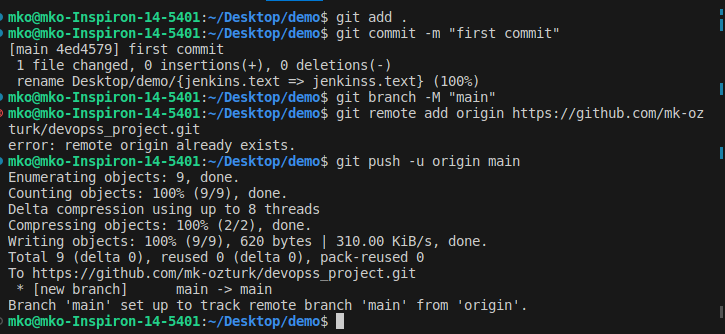 mko@mko-Inspiron-14-5401:~/Desktop/demo$ git add .
mko@mko-Inspiron-14-5401:~/Desktop/demo$ git commit -m "first commit"
[main 4ed4579] first commit
 1 file changed, 0 insertions(+), 0 deletions(-)
 rename Desktop/demo/{jenkins.text => jenkinss.text} (100%)
mko@mko-Inspiron-14-5401:~/Desktop/demo$ git branch -M "main"
mko@mko-Inspiron-14-5401:~/Desktop/demo$ git remote add origin https://github.com/mk-oz
turk/devopss_project.git
error: remote origin already exists.
mko@mko-Inspiron-14-5401:~/Desktop/demo$ git push -u origin main
Enumerating objects: 9, done.
Counting objects: 100% (9/9), done.
Delta compression using up to 8 threads
Compressing objects: 100% (2/2), done.
Writing objects: 100% (9/9), 620 bytes | 310.00 KiB/s, done.
Total 9 (delta 0), reused 0 (delta 0), pack-reused 0
To https://github.com/mk-ozturk/devopss_project.git
 * [new branch]      main -> main
Branch 'main' set up to track remote branch 'main' from 'origin'.
mko@mko-Inspiron-14-5401:~/Desktop/demo$